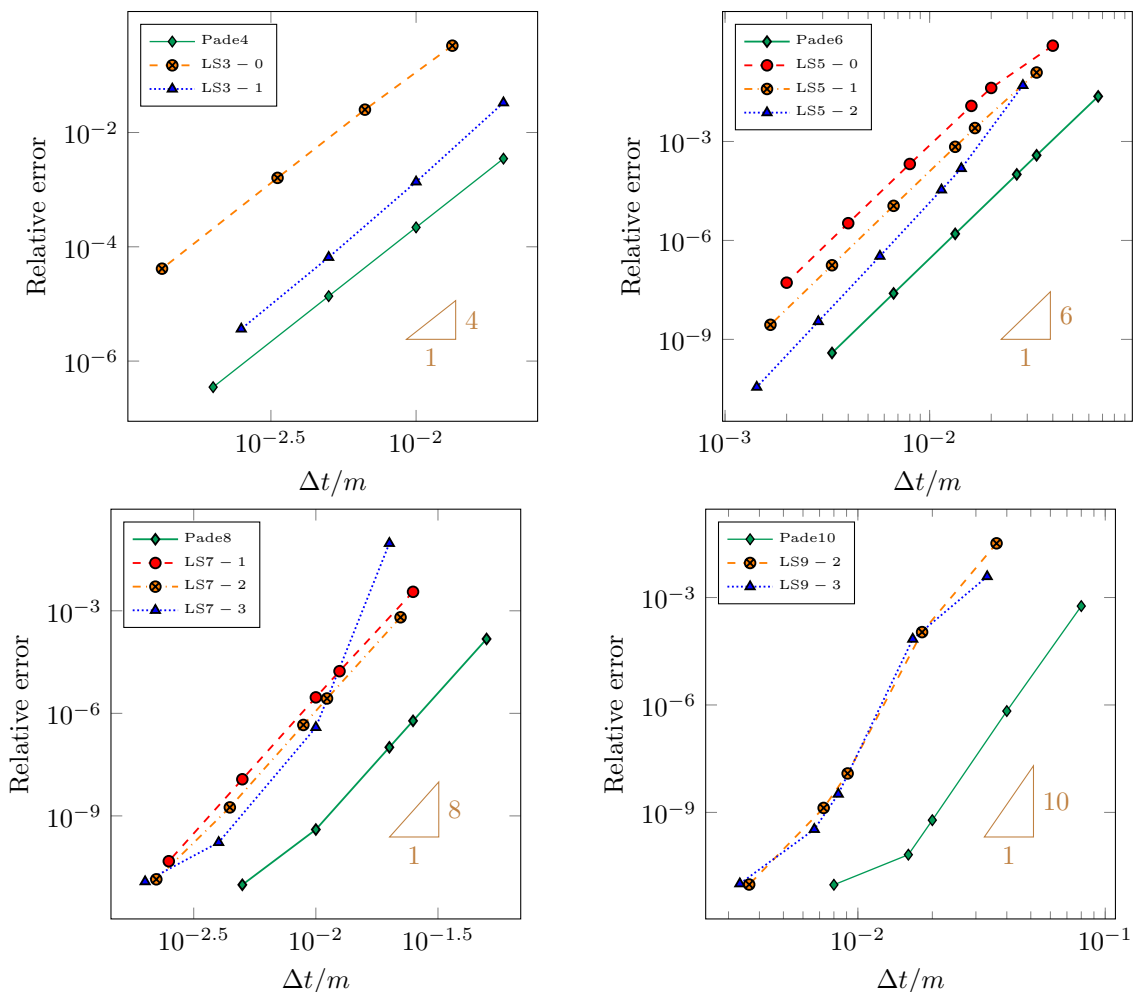 Pade4
LS3 − 0
LS3 − 1
10⁻²
10⁻⁴
10⁻⁶
Relative error
4
1
10⁻²·⁵
10⁻²
Δt/m
Pade6
LS5 − 0
LS5 − 1
LS5 − 2
10⁻³
10⁻⁶
10⁻⁹
Relative error
6
1
10⁻³
10⁻²
Δt/m
Pade8
LS7 − 1
LS7 − 2
LS7 − 3
10⁻³
10⁻⁶
10⁻⁹
Relative error
8
1
10⁻²·⁵
10⁻²
10⁻¹·⁵
Δt/m
Pade10
LS9 − 2
LS9 − 3
10⁻³
10⁻⁶
10⁻⁹
Relative error
10
1
10⁻²
10⁻¹
Δt/m